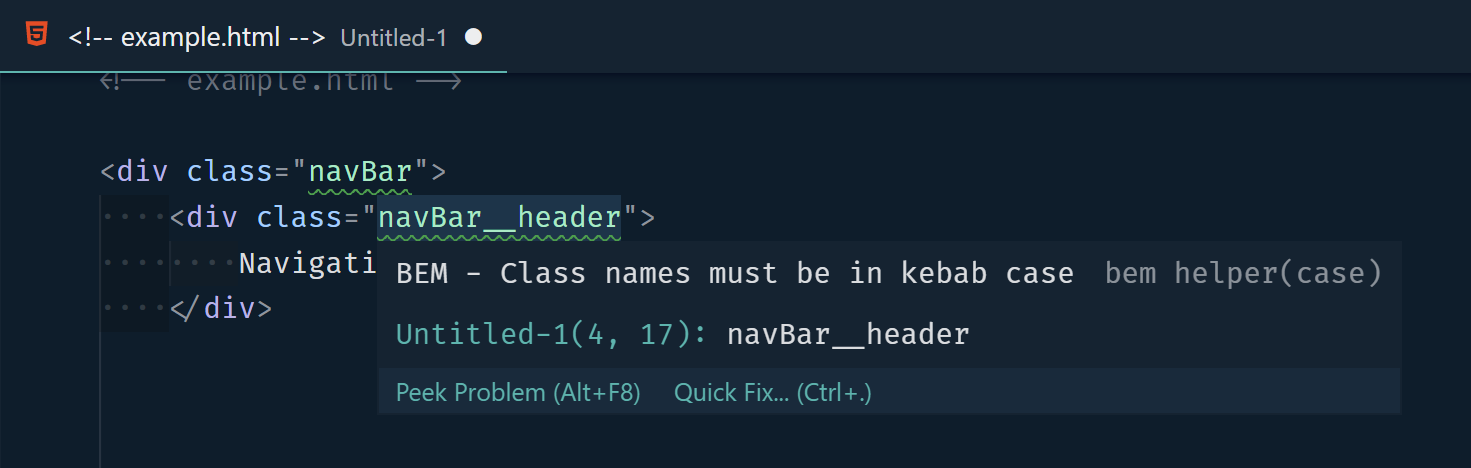 <!-- example.html --> Untitled-1
<!-- example.html -->
<div class="navBar">
<div class="navBar__header">
Navigati
BEM - Class names must be in kebab case bem helper(case)
</div>
Untitled-1(4, 17): navBar__header
Peek Problem (Alt+F8) Quick Fix... (Ctrl+.)